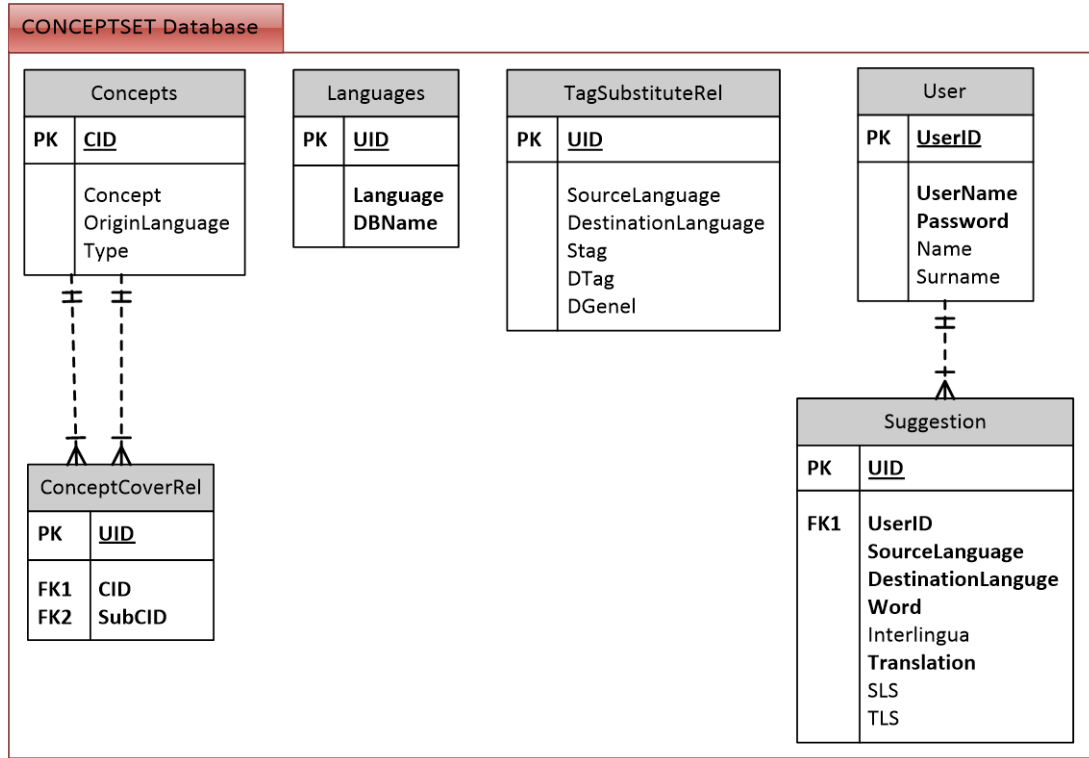 CONCEPTSET Database
Concepts
PK CID
Concept
OriginLanguage
Type
Languages
PK UID
Language
DBName
TagSubstituteRel
PK UID
SourceLanguage
DestinationLanguage
Stag
DTag
DGenel
User
PK UserID
UserName
Password
Name
Surname
ConceptCoverRel
PK UID
FK1 CID
FK2 SubCID
Suggestion
PK UID
FK1 UserID
SourceLanguage
DestinationLanguge
Word
Interlingua
Translation
SLS
TLS